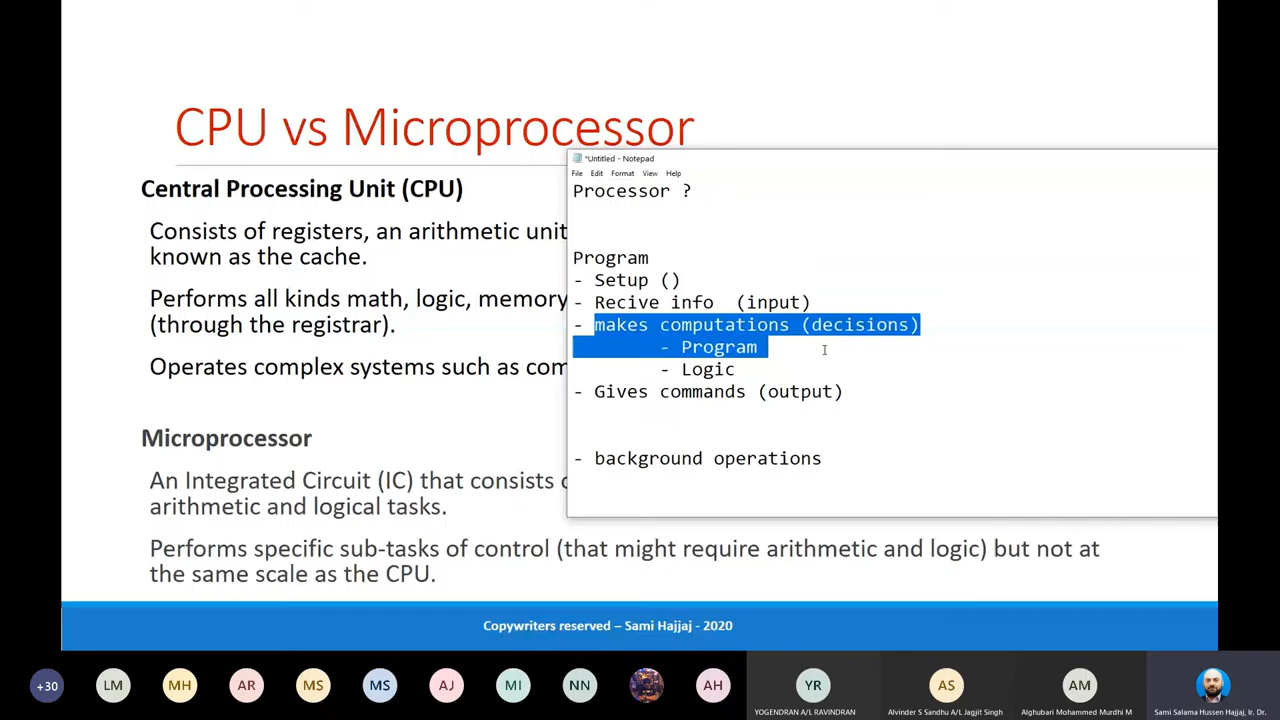 CPU vs Microprocessor
Central Processing Unit (CPU)
Consists of registers, an arithmetic unit
known as the cache.
Performs all kinds math, logic, memory
(through the registrar).
Operates complex systems such as com
Microprocessor
An Integrated Circuit (IC) that consists
arithmetic and logical tasks.
Performs specific sub-tasks of control (that might require arithmetic and logic) but not at
the same scale as the CPU.
*Untitled - Notepad
File Edit Format View Help
Processor ?
Program
- Setup ()
- Recive info (input)
- makes computations (decisions)
- Program
- Logic
- Gives commands (output)
- background operations
Copywriters reserved – Sami Hajjaj - 2020
+30 LM MH AR MS MS AJ MI NN AH YR AS AM
YOGENDRAN A/L RAVINDRAN Alvinder S Sandhu A/L Jagjit Singh Alghubari Mohammed Murdhi M Sami Salama Hussen Hajjaj, Ir. Dr.